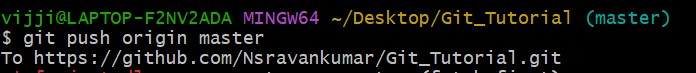 vijji@LAPTOP-F2NV2ADA MINGW64 ~/Desktop/Git_Tutorial (master)
$ git push origin master
To https://github.com/Nsravankumar/Git_Tutorial.git